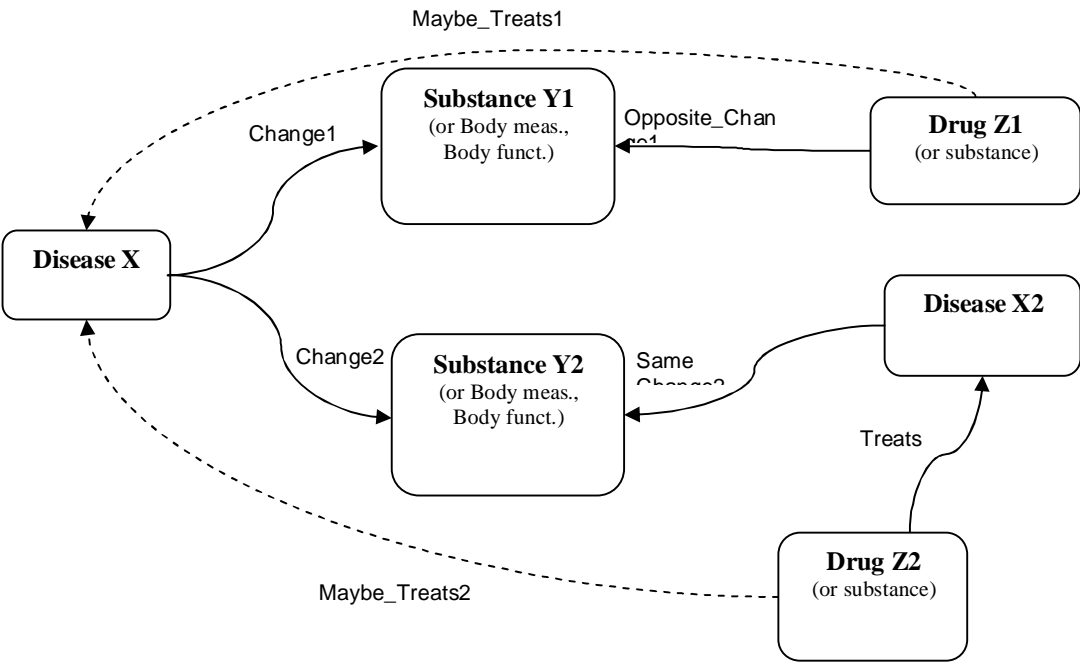 Maybe_Treats1
Substance Y1
(or Body meas.,
Body funct.)
Change1
Opposite_Chan
Drug Z1
(or substance)
Disease X
Disease X2
Change2
Substance Y2
(or Body meas.,
Body funct.)
Same
Treats
Drug Z2
(or substance)
Maybe_Treats2